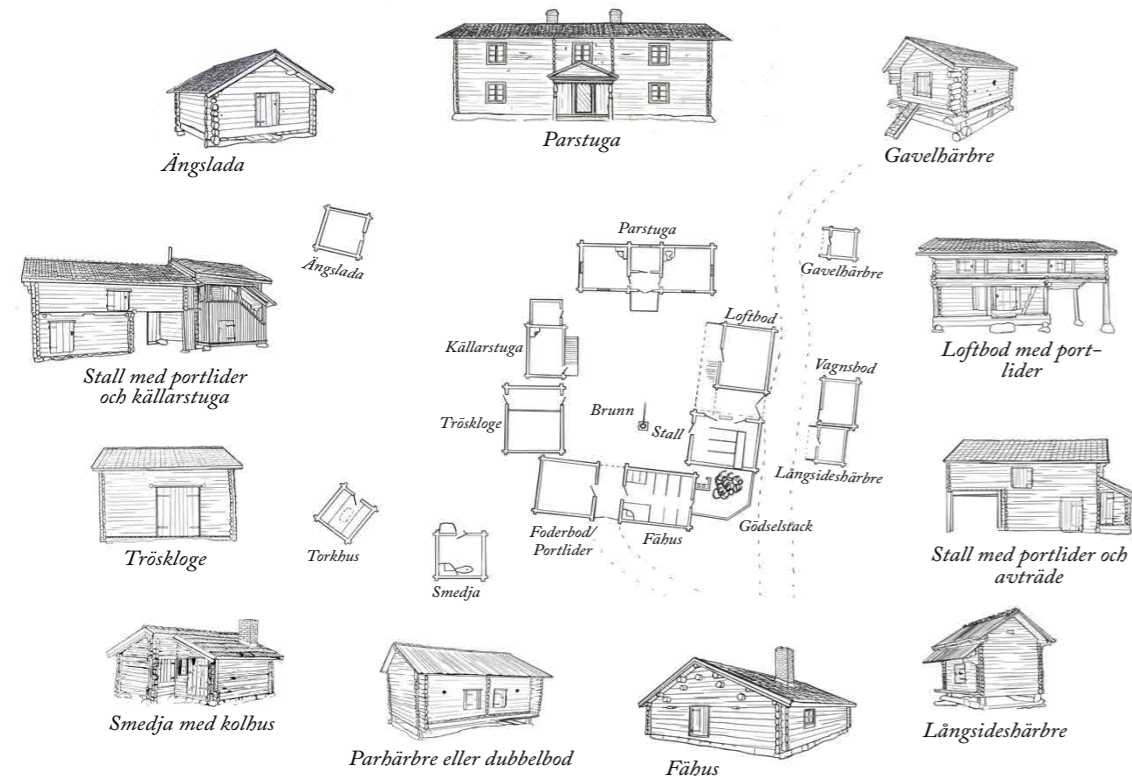 Ängslada
Parstuga
Gavelhärbre
Stall med portlider
och källarstuga
Ängslada
Parstuga
Gavelhärbre
Loftbod med port-
lider
Källarstuga
Loftbod
Vagnsbod
Tröskloge
Brunn
Stall
Långsideshärbre
Tröskloge
Torkhus
Smedja
Foderbod/
Portlider
Fähus
Gödselstack
Stall med portlider och
avträde
Smedja med kolhus
Parhärbre eller dubbelbod
Fähus
Långsideshärbre